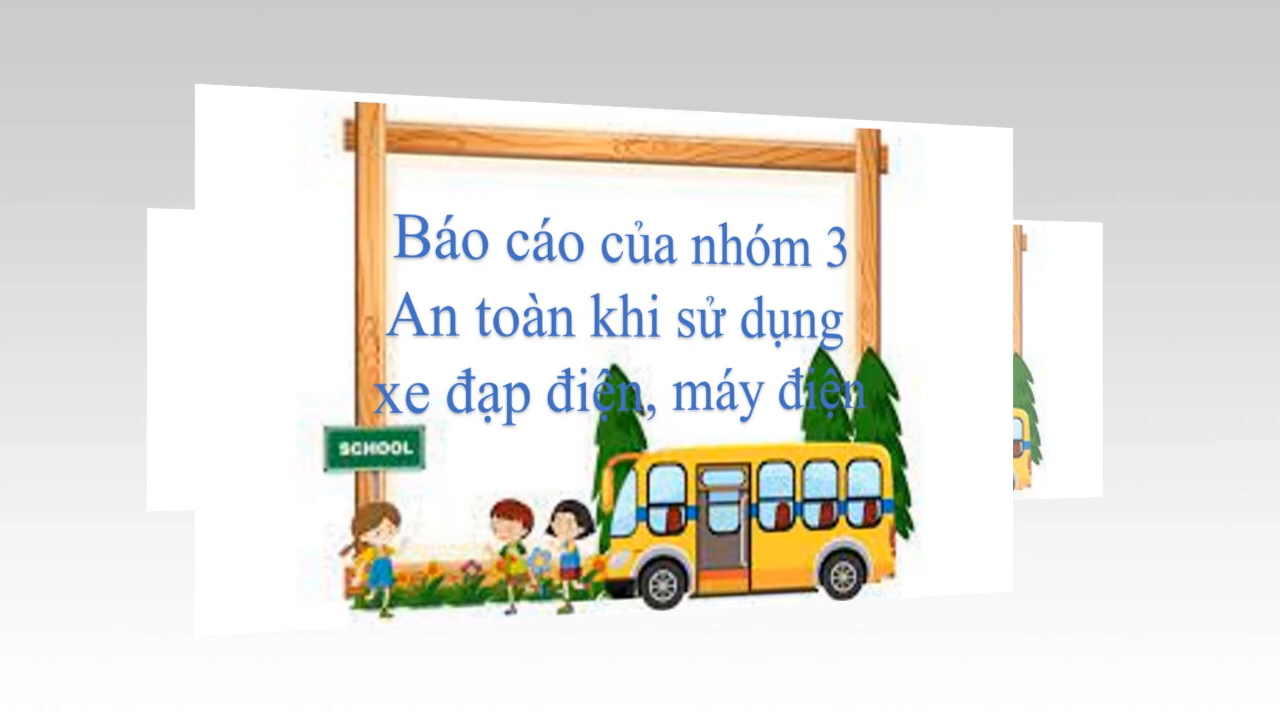 Báo cáo của nhóm 3
An toàn khi sử dụng
xe đạp điện, máy điện
SCHOOL